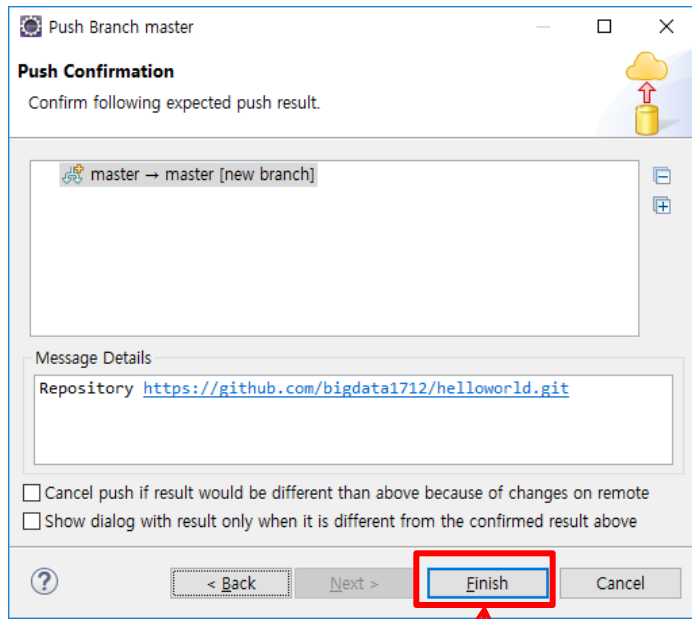 Push Branch master
Push Confirmation
Confirm following expected push result.
master → master [new branch]
Message Details
Repository https://github.com/bigdata1712/helloworld.git
Cancel push if result would be different than above because of changes on remote
Show dialog with result only when it is different from the confirmed result above
? < Back Next > Finish Cancel